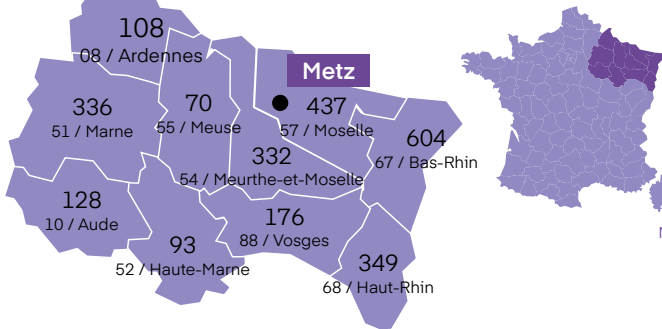 108
08 / Ardennes
Metz
336
51 / Marne
70
55 / Meuse
437
57 / Moselle
604
67 / Bas-Rhin
332
54 / Meurthe-et-Moselle
128
10 / Aude
176
88 / Vosges
93
52 / Haute-Marne
349
68 / Haut-Rhin